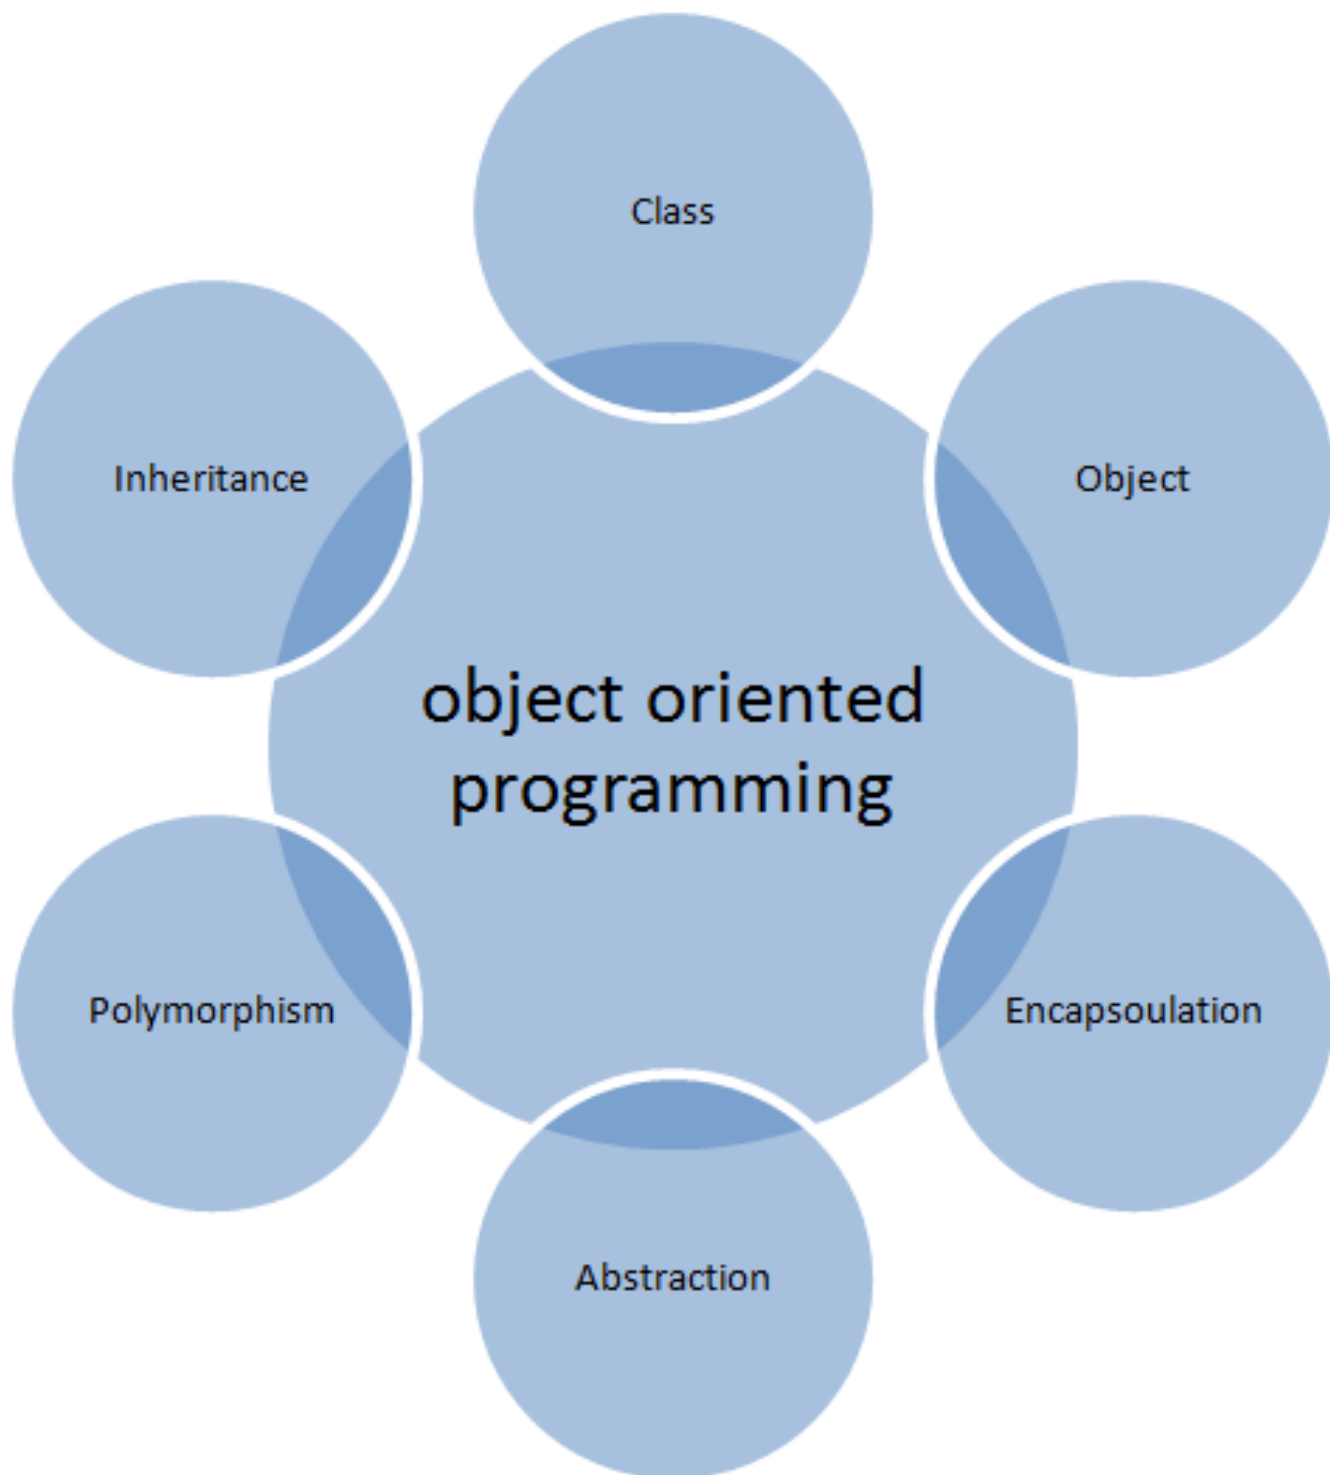 Class
Inheritance
Object
object oriented
programming
Polymorphism
Encapsoulation
Abstraction